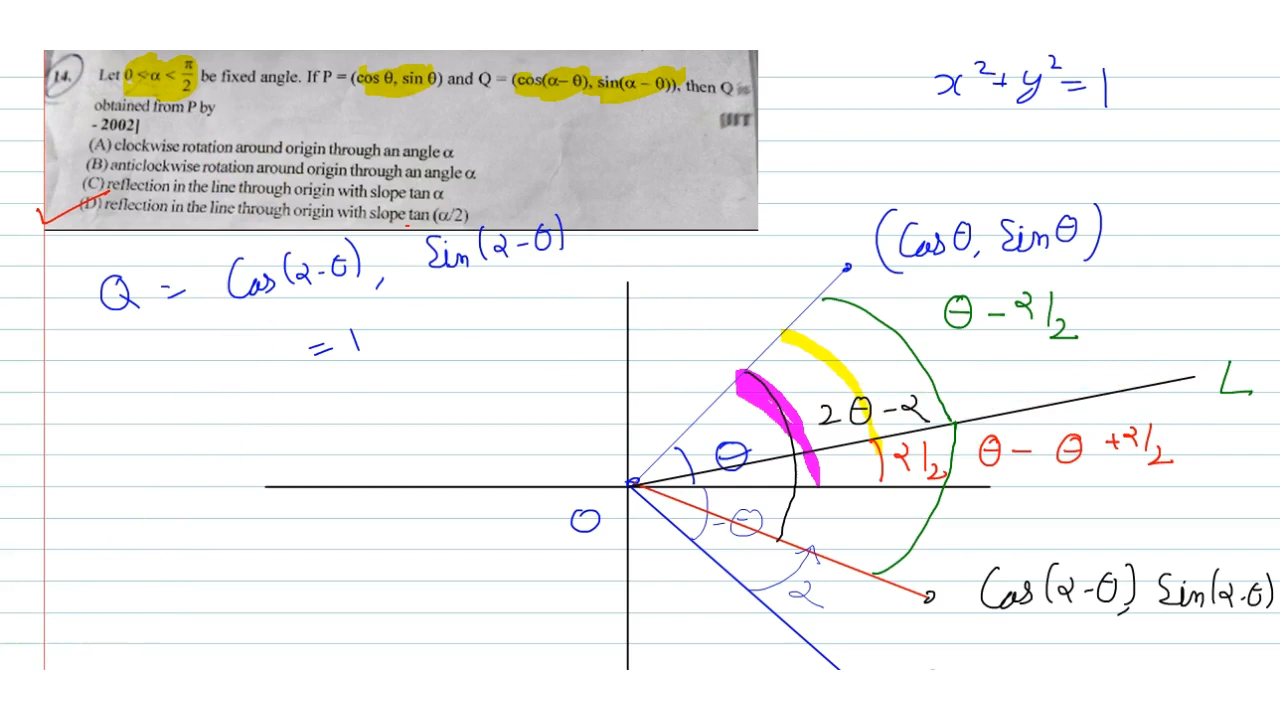 14. Let 0 < α < π/2 be fixed angle. If P = (cos θ, sin θ) and Q = (cos(α– θ), sin(α – θ)), then Q is
obtained from P by
- 2002] [IIT
(A) clockwise rotation around origin through an angle α
(B) anticlockwise rotation around origin through an angle α
(C) reflection in the line through origin with slope tan α
(D) reflection in the line through origin with slope tan (α/2)
x² + y² = 1
Q = Cos(α-θ), Sin(α-θ)
= 1
(Cosθ, Sinθ)
θ - α/2
L
2θ-α
θ
α/2
θ - θ + α/2
O
-θ
α
Cos(α-θ), Sin(α-θ)